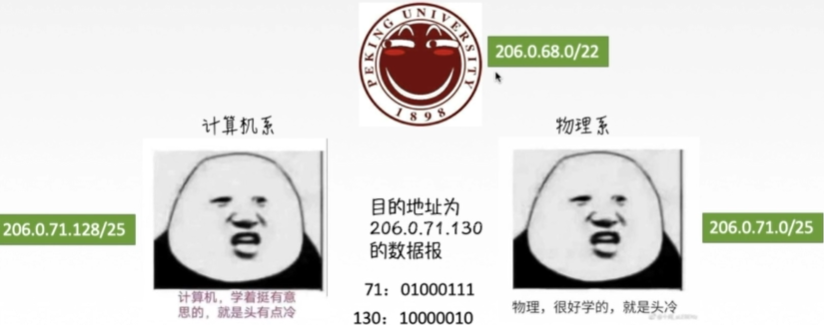 PEKING UNIVERSITY
1898
206.0.68.0/22
计算机系
物理系
206.0.71.128/25
目的地址为
206.0.71.130
的数据报
206.0.71.0/25
计算机，学着挺有意
思的，就是头有点冷
71：01000111
130：10000010
物理，很好学的，就是头冷